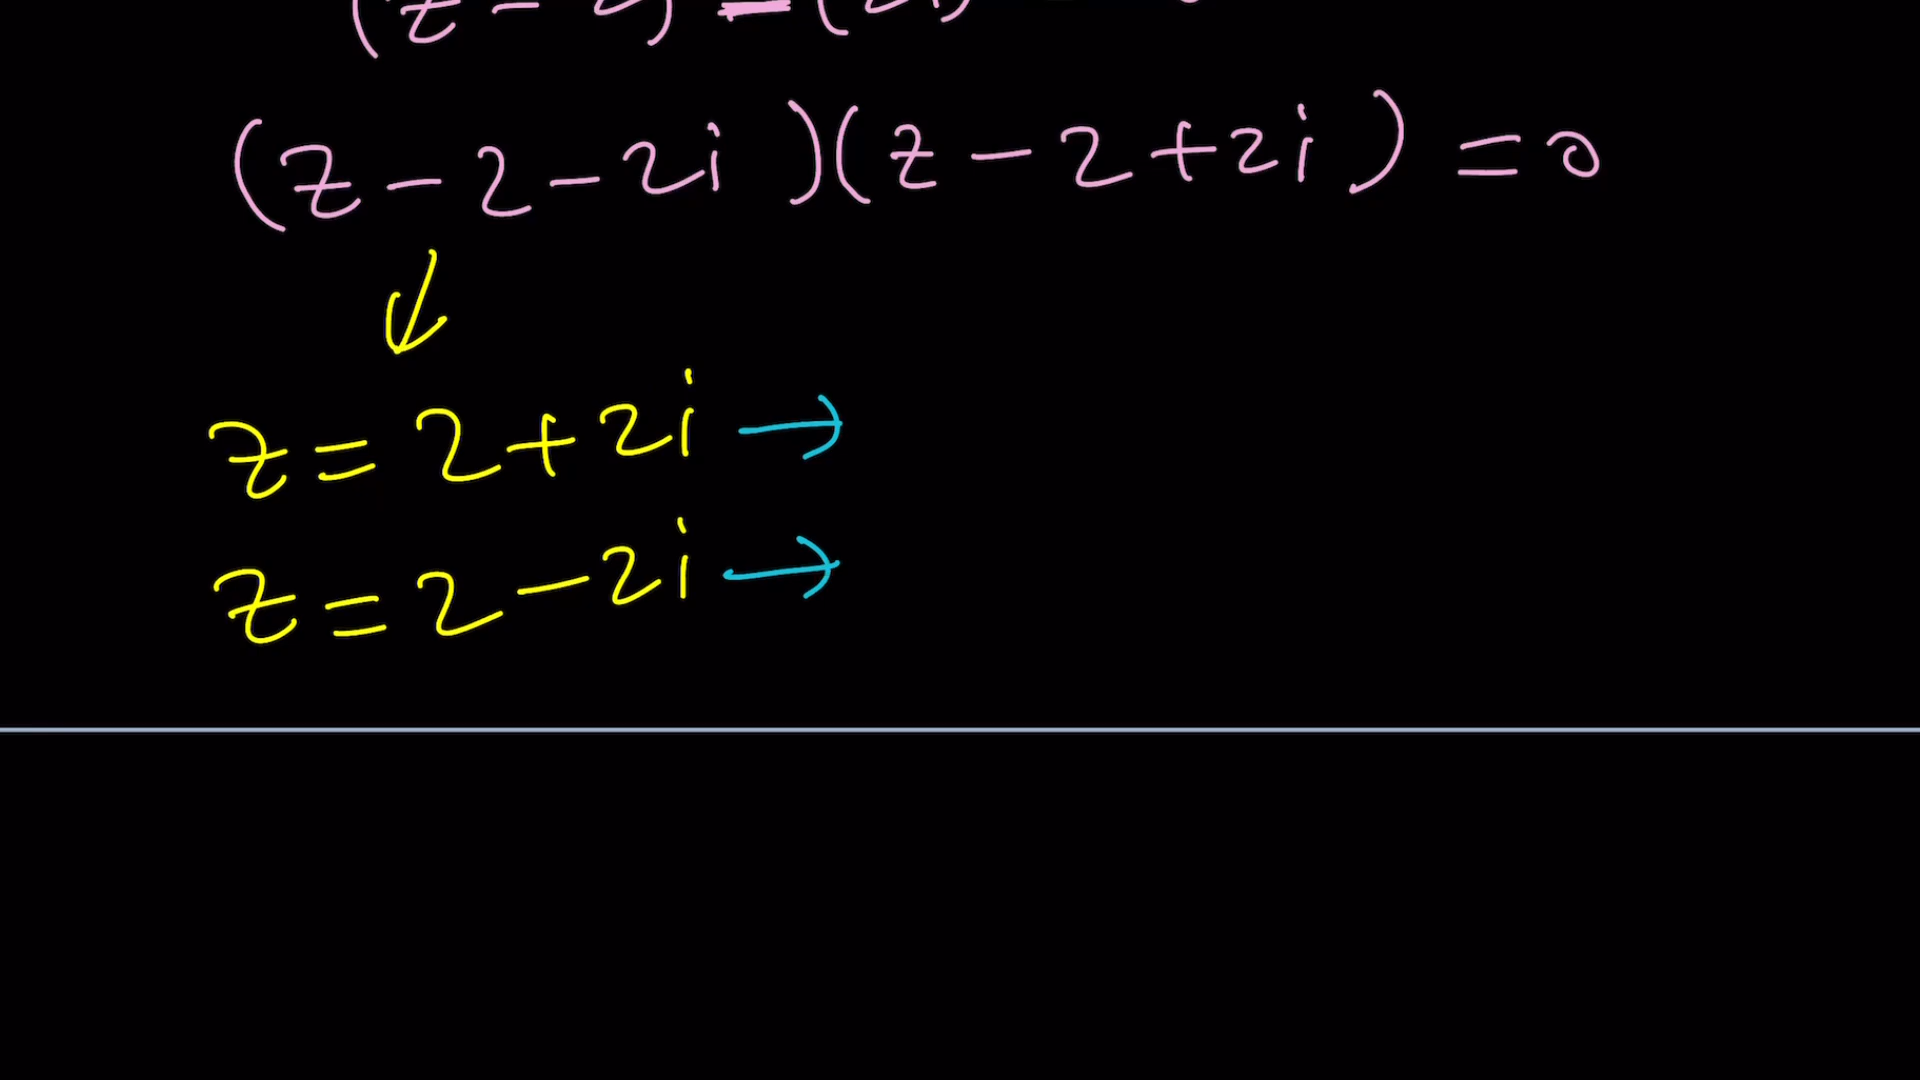 (z - 2 - 2i)(z - 2 + 2i) = 0
z = 2 + 2i →
z = 2 - 2i →